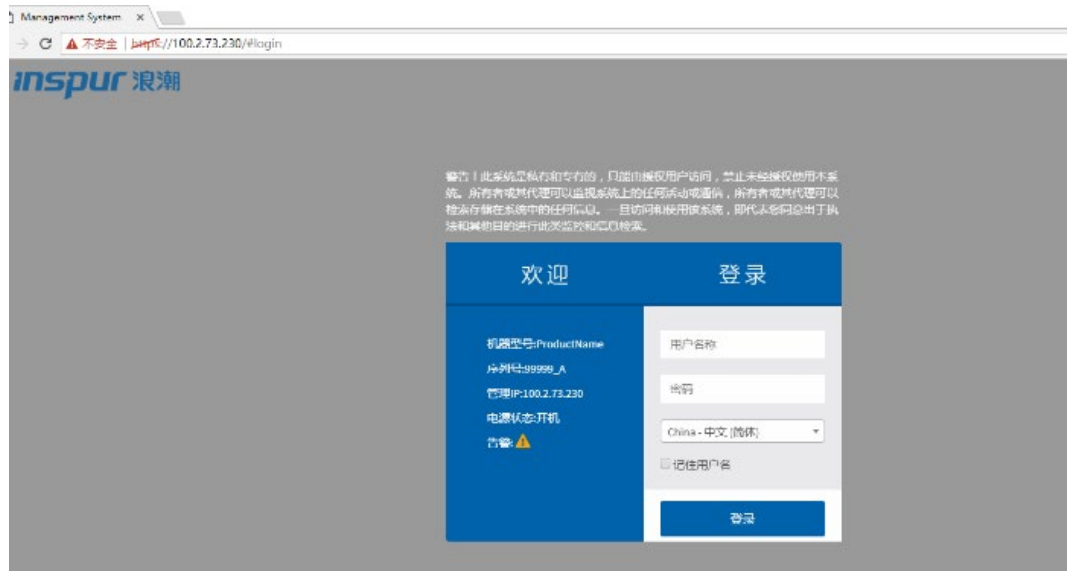 Management System
不安全 | https://100.2.73.230/#login
inspur 浪潮
警告！此系统是私有和专有的，只能由授权用户访问，禁止未经授权使用本系
统。所有者或其代理可以监视系统上的任何活动或通信，所有者或其代理可以
检索存储在系统中的任何信息。一旦访问和使用该系统，即代表您同意出于执
法和其他目的进行此类监控和信息检索。
欢迎
登录
机器型号:ProductName
序列号:99999_A
管理IP:100.2.73.230
电源状态:开机
告警:
用户名称
密码
China - 中文 (简体)
记住用户名
登录